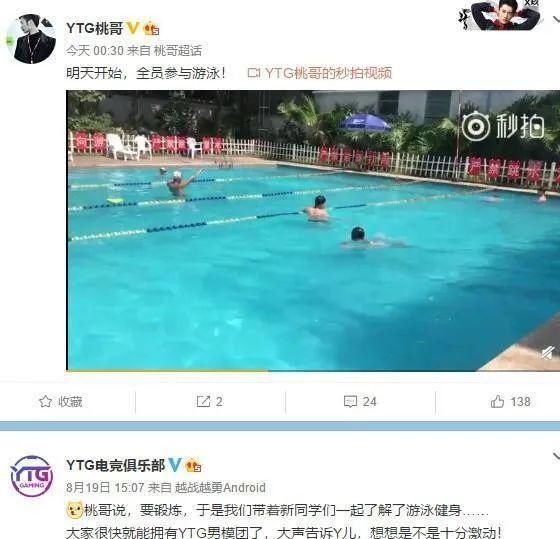 YTG桃哥
今天 00:30 来自 桃哥超话
明天开始，全员参与游泳！ YTG桃哥的秒拍视频
秒拍
收藏
2
24
138
YTG电竞俱乐部
YTG
GAMING
8月19日 15:07 来自 越战越勇Android
桃哥说，要锻炼，于是我们带着新同学们一起了解了游泳健身……
大家很快就能拥有YTG男模团了，大声告诉Y儿，想想是不是十分激动！